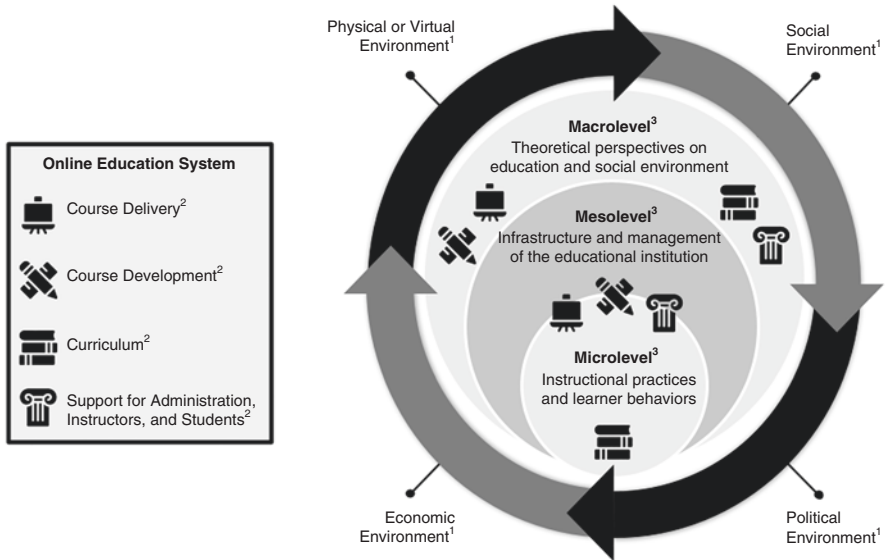 Physical or Virtual
Environment1
Social
Environment1
Online Education System
Course Delivery2
Course Development2
Curriculum2
Support for Administration,
Instructors, and Students2
Macrolevel3
Theoretical perspectives on
education and social environment
Mesolevel3
Infrastructure and management
of the educational institution
Microlevel3
Instructional practices
and learner behaviors
Economic
Environment1
Political
Environment1